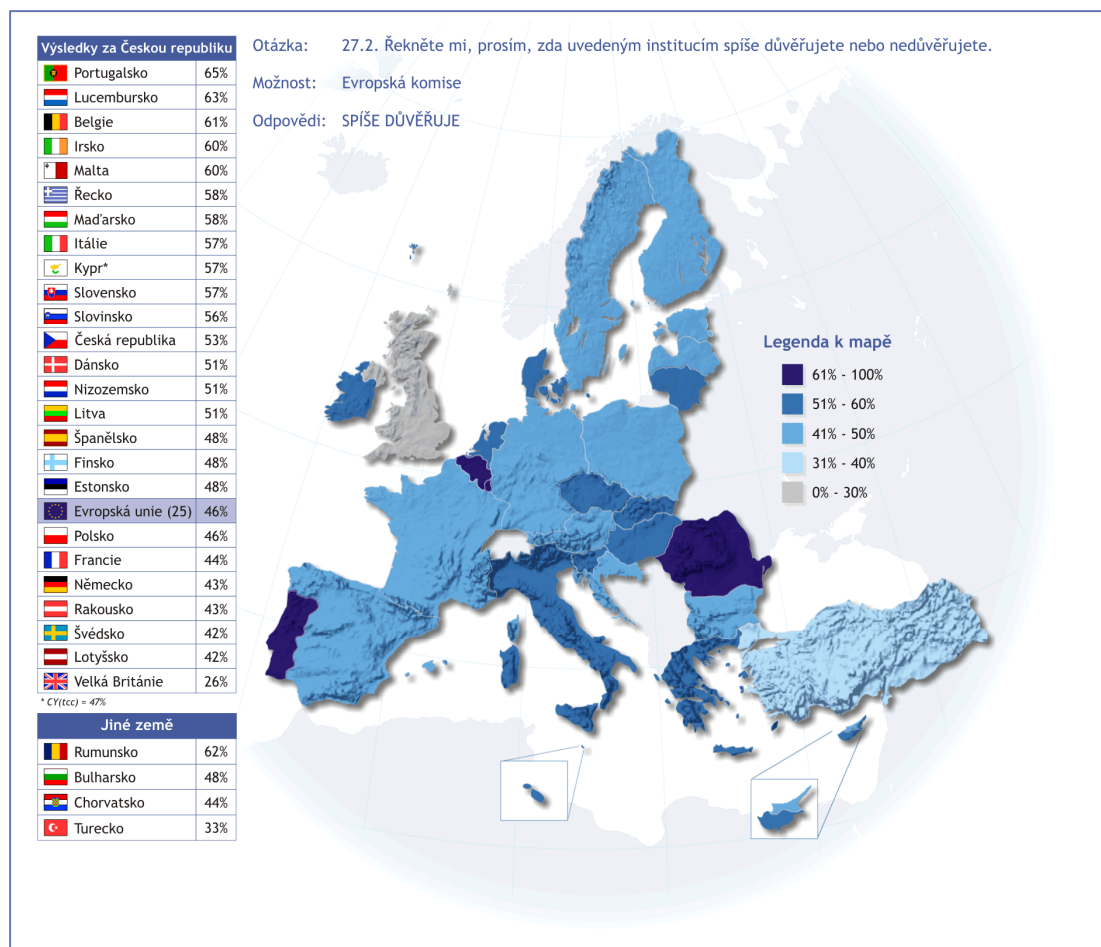 Výsledky za Českou republiku
Portugalsko 65%
Lucembursko 63%
Belgie 61%
Irsko 60%
Malta 60%
Řecko 58%
Maďarsko 58%
Itálie 57%
Kypr* 57%
Slovensko 57%
Slovinsko 56%
Česká republika 53%
Dánsko 51%
Nizozemsko 51%
Litva 51%
Španělsko 48%
Finsko 48%
Estonsko 48%
Evropská unie (25) 46%
Polsko 46%
Francie 44%
Německo 43%
Rakousko 43%
Švédsko 42%
Lotyšsko 42%
Velká Británie 26%
* CY(tcc) = 47%
Jiné země
Rumunsko 62%
Bulharsko 48%
Chorvatsko 44%
Turecko 33%
Otázka: 27.2. Řekněte mi, prosím, zda uvedeným institucím spíše důvěřujete nebo nedůvěřujete.
Možnost: Evropská komise
Odpovědi: SPÍŠE DŮVĚŘUJE
Legenda k mapě
61% - 100%
51% - 60%
41% - 50%
31% - 40%
0% - 30%